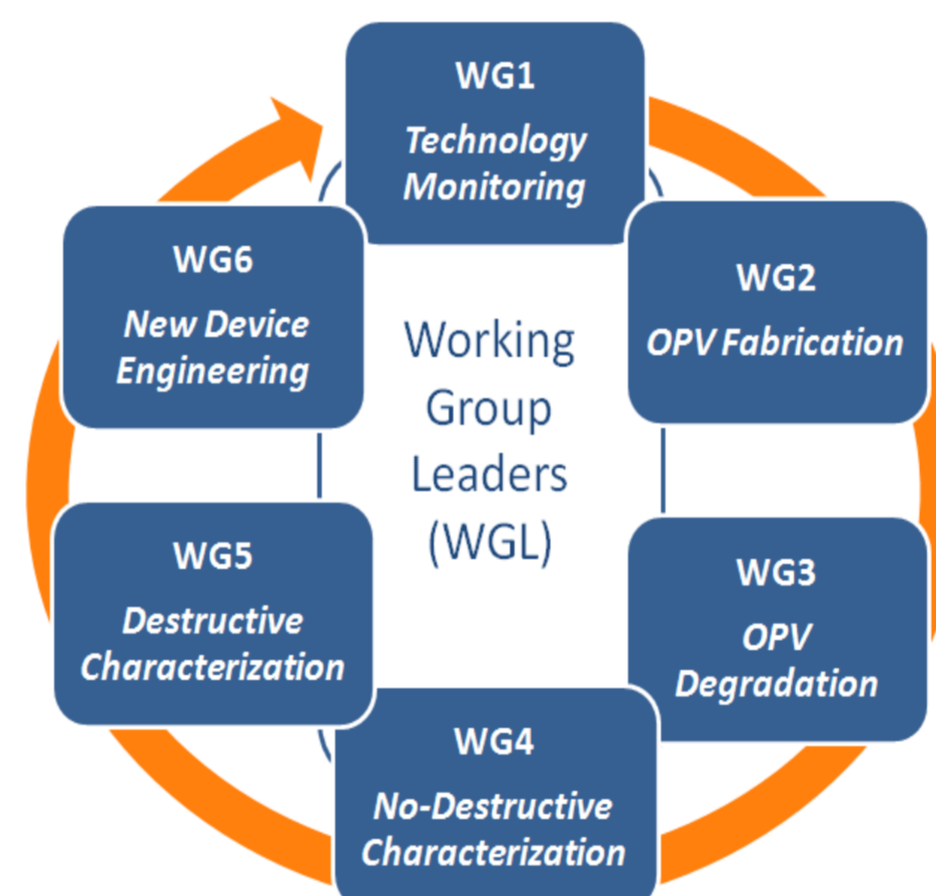 WG1
Technology
Monitoring
WG2
OPV Fabrication
WG3
OPV
Degradation
WG4
No-Destructive
Characterization
WG5
Destructive
Characterization
WG6
New Device
Engineering
Working
Group
Leaders
(WGL)